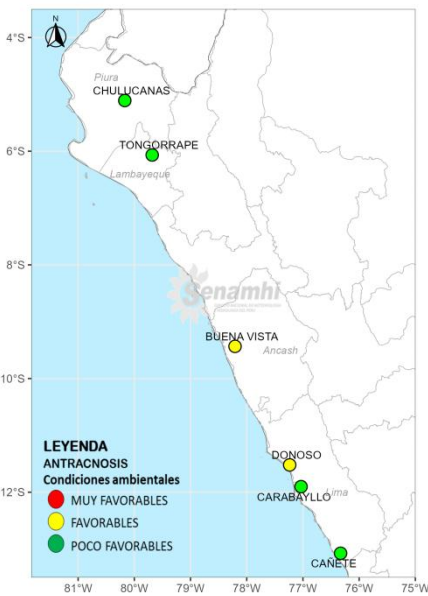 N
4°S
Piura
CHULUCANAS
TONGORRAPE
6°S
Lambayeque
8°S
Senamhi
BUENA VISTA
Ancash
10°S
LEYENDA
ANTRACNOSIS
Condiciones ambientales
MUY FAVORABLES
FAVORABLES
POCO FAVORABLES
DONOSO
12°S
CARABAYLLO
Lima
CAÑETE
81°W 80°W 79°W 78°W 77°W 76°W 75°W